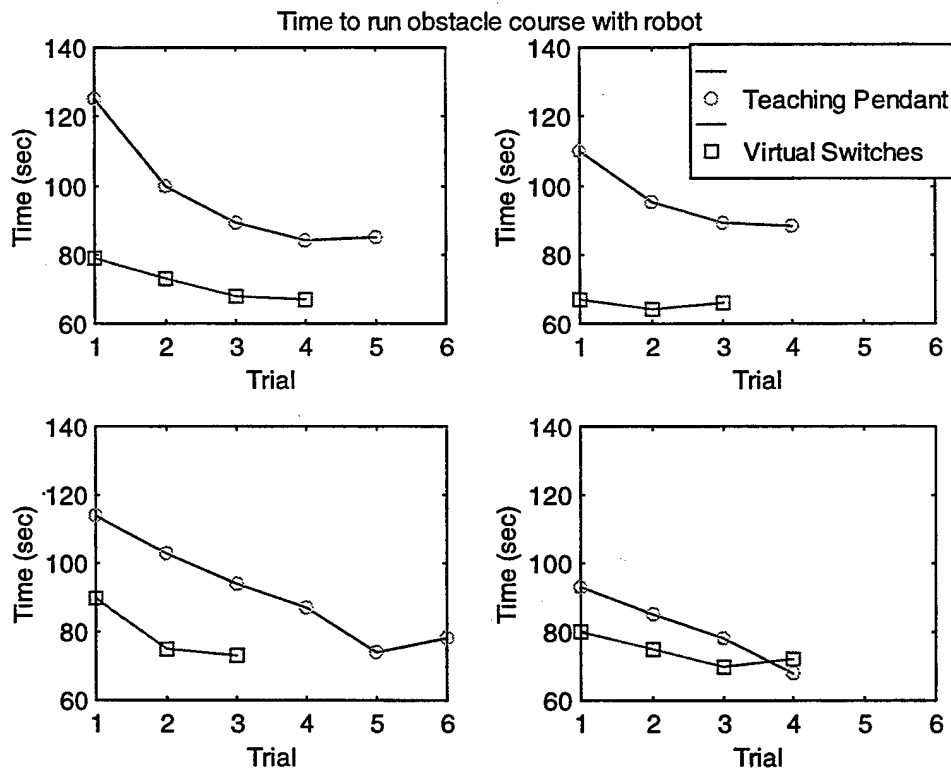 Time to run obstacle course with robot
140
120
100
80
60
Time (sec)
1 2 3 4 5 6
Trial
140
120
100
80
60
Time (sec)
1 2 3 4 5 6
Trial
Teaching Pendant
Virtual Switches
140
120
100
80
60
Time (sec)
1 2 3 4 5 6
Trial
140
120
100
80
60
Time (sec)
1 2 3 4 5 6
Trial